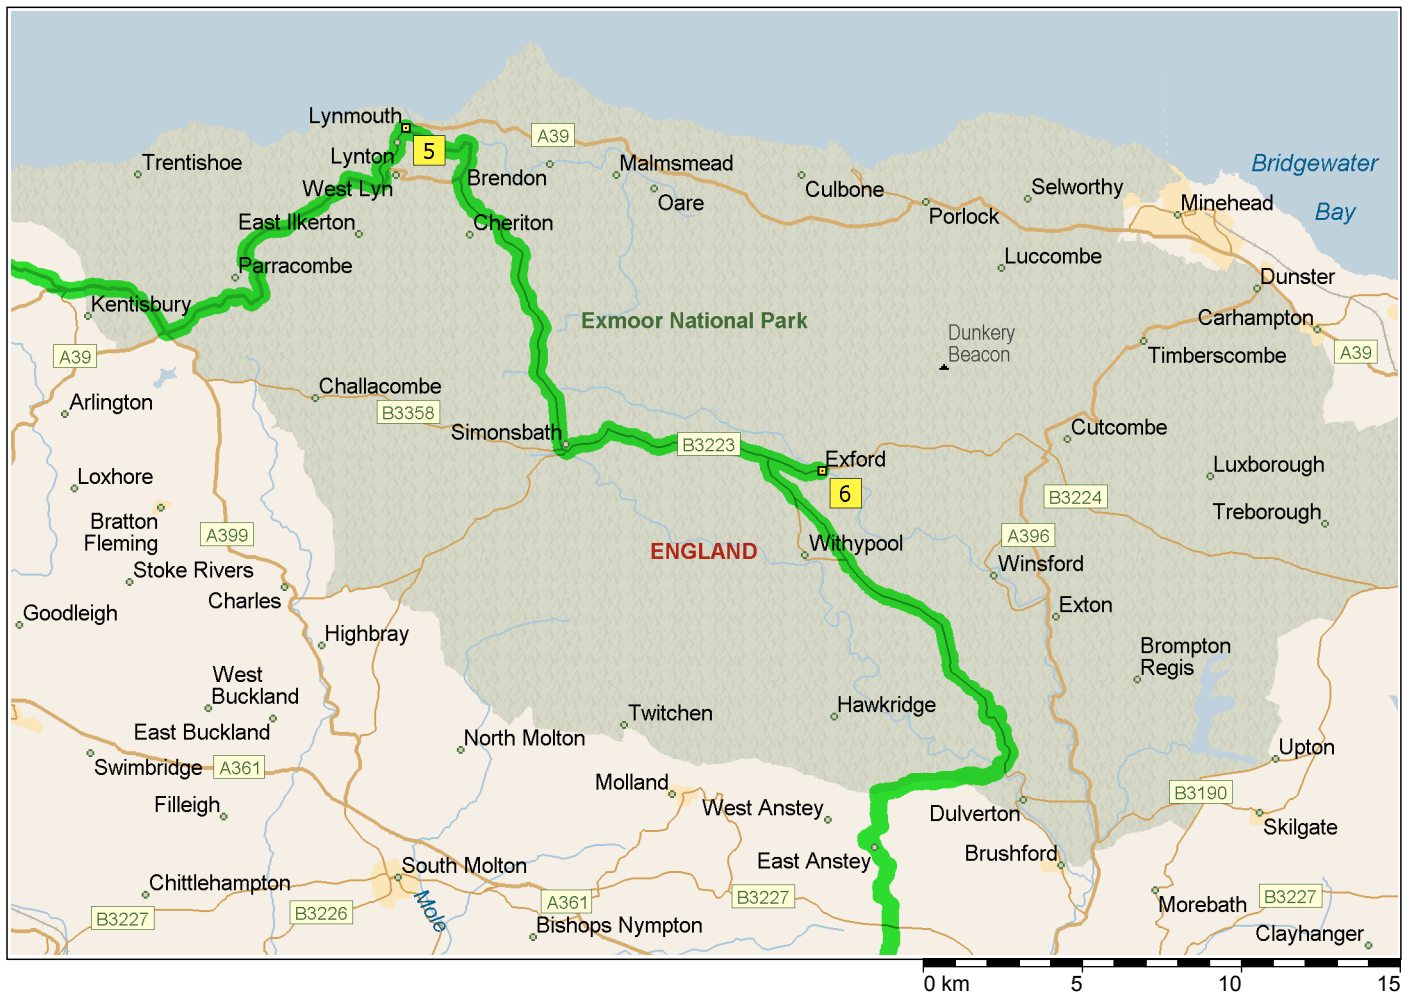 Lynmouth
A39
5
Trentishoe
Lynton
Malmsmead
Bridgewater
West Lyn
Brendon
Culbone
Selworthy
Oare
Minehead
Bay
East Ilkerton
Cheriton
Porlock
Parracombe
Luccombe
Dunster
Kentisbury
Exmoor National Park
Carhampton
Dunkery
Beacon
A39
Timberscombe
A39
Challacombe
Arlington
B3358
Simonsbath
B3223
Cutcombe
Exford
Loxhore
6
Luxborough
B3224
Bratton
Fleming
Treborough
A399
A396
ENGLAND
Withypool
Stoke Rivers
Winsford
Charles
Goodleigh
Exton
Highbray
Brompton
Regis
West
Buckland
Hawkridge
Twitchen
East Buckland
North Molton
Upton
Swimbridge
A361
Molland
B3190
Filleigh
West Anstey
Dulverton
Skilgate
East Anstey
Brushford
South Molton
Chittlehampton
B3227
B3227
A361
Mole
Morebath
B3227
B3226
Bishops Nympton
Clayhanger
0 km
5
10
15